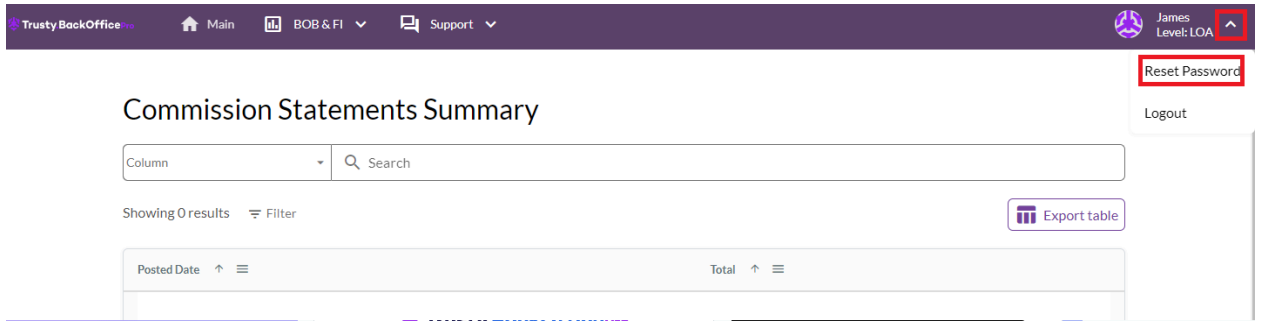 Trusty BackOffice
Main
BOB & FI
Support
James
Level: LOA
Reset Password
Logout
Commission Statements Summary
Column
Search
Showing 0 results
Filter
Export table
Posted Date
Total